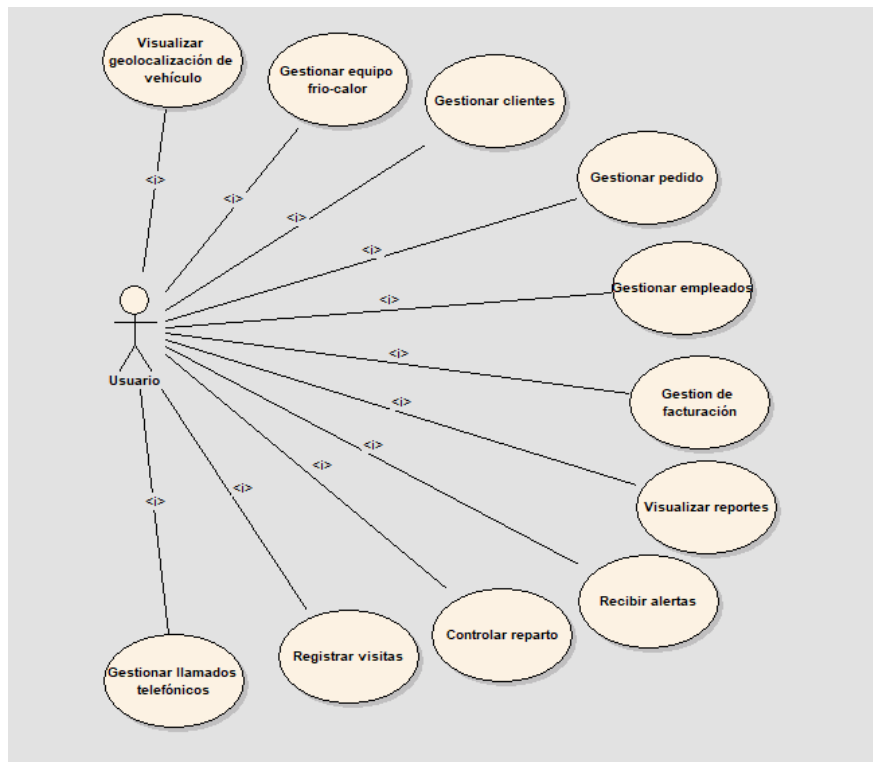 Visualizar
geolocalización de
vehículo
Gestionar equipo
frio-calor
Gestionar clientes
Gestionar pedido
Gestionar empleados
Gestion de
facturación
Visualizar reportes
Recibir alertas
Controlar reparto
Registrar visitas
Gestionar llamados
telefónicos
Usuario
<i>
<i>
<i>
<i>
<i>
<i>
<i>
<i>
<i>
<i>
<i>